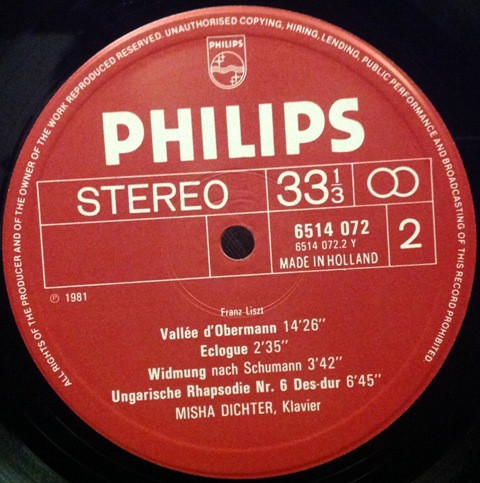 ALL RIGHTS OF THE PRODUCER AND OF THE OWNER OF THE WORK REPRODUCED RESERVED. UNAUTHORISED COPYING, HIRING, LENDING, PUBLIC PERFORMANCE AND BROADCASTING OF THIS RECORD PROHIBITED.
PHILIPS
PHILIPS
STEREO 33 1/3
6514 072
6514 072.2 Y
MADE IN HOLLAND
2
℗ 1981
Franz Liszt
Vallée d'Obermann 14'26"
Eclogue 2'35"
Widmung nach Schumann 3'42"
Ungarische Rhapsodie Nr. 6 Des-dur 6'45"
MISHA DICHTER, Klavier